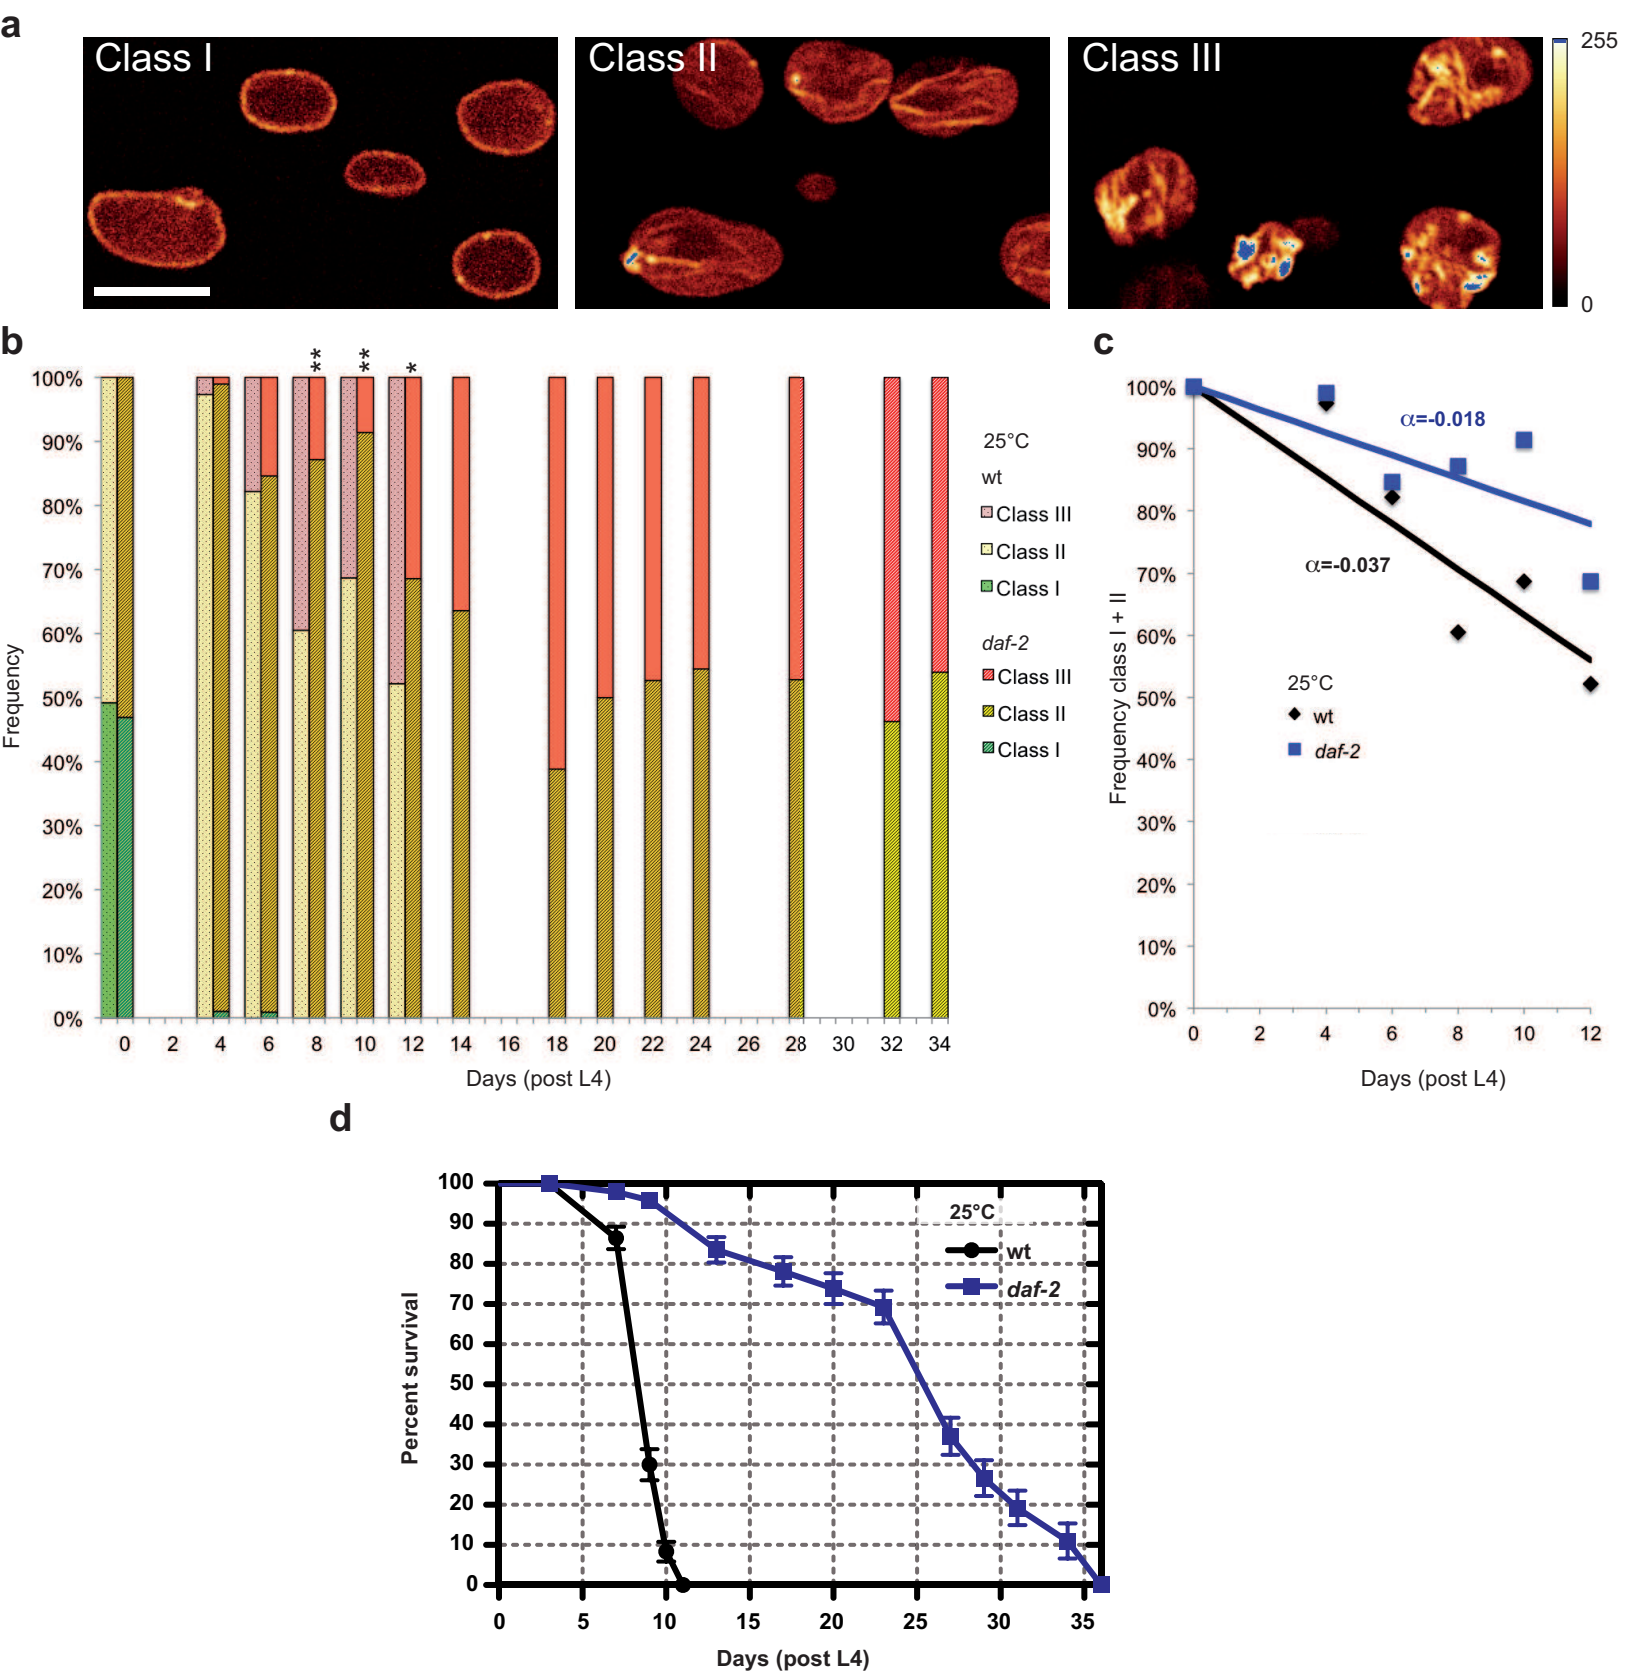 a
Class I
Class II
Class III
255
0
b
** ** *
100%
90%
80%
70%
60%
50%
40%
30%
20%
10%
0%
Frequency
0 2 4 6 8 10 12 14 16 18 20 22 24 26 28 30 32 34
Days (post L4)
25°C
wt
Class III
Class II
Class I
daf-2
Class III
Class II
Class I
c
100%
90%
80%
70%
60%
50%
40%
30%
20%
10%
0%
Frequency class I + II
α=-0.018
α=-0.037
25°C
wt
daf-2
0 2 4 6 8 10 12
Days (post L4)
d
100
90
80
70
60
50
40
30
20
10
0
Percent survival
25°C
wt
daf-2
0 5 10 15 20 25 30 35
Days (post L4)